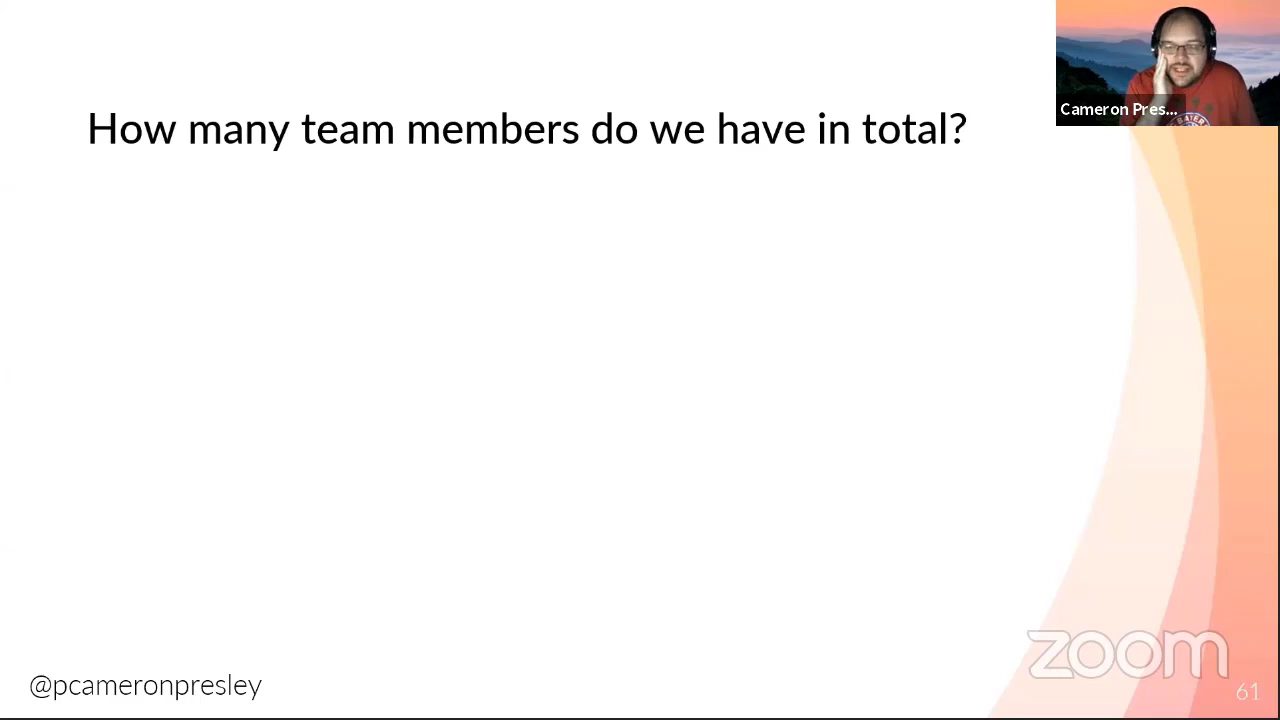 How many team members do we have in total?
Cameron Pres...
zoom
@pcameronpresley
61